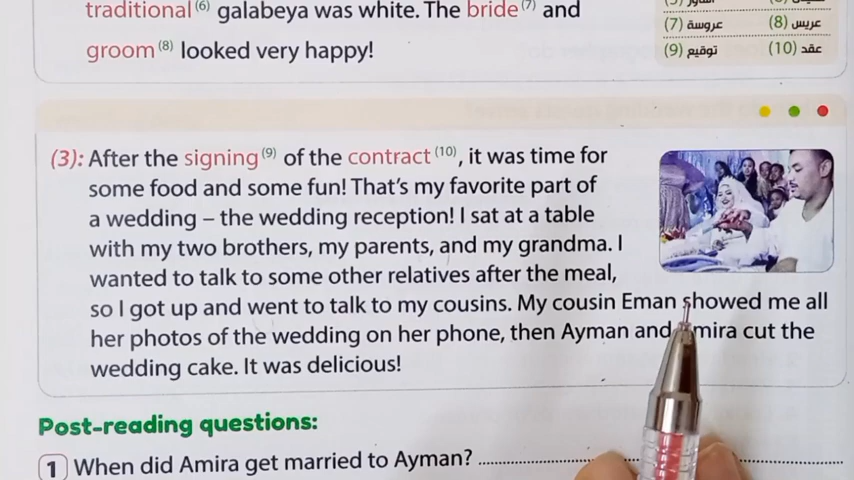 traditional (6) galabeya was white. The bride (7) and
groom (8) looked very happy!
(7) عروسة (8) عريس
(9) توقيع (10) عقد
(3): After the signing (9) of the contract (10), it was time for
some food and some fun! That's my favorite part of
a wedding – the wedding reception! I sat at a table
with my two brothers, my parents, and my grandma. I
wanted to talk to some other relatives after the meal,
so I got up and went to talk to my cousins. My cousin Eman showed me all
her photos of the wedding on her phone, then Ayman and Amira cut the
wedding cake. It was delicious!
Post-reading questions:
1 When did Amira get married to Ayman?